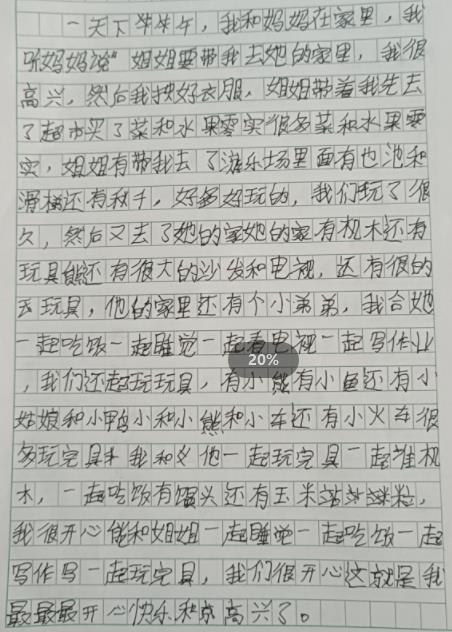 一天下午,我和妈妈在家里,我
听妈妈说"姐姐要带我去她的家里,我很
高兴,然后我换好衣服,姐姐带着我先去
了超市买了菜和水果零实很多菜和水果零
实,姐姐有带我去了游乐场里面有也池和
滑梯还有秋千,好多好玩的,我们玩了很
久,然后又去了她的家她的家有机木还有
玩具熊还有很大的沙发和电视,还有很的
玩具,他的家里还有个小弟弟,我合她
一起吃饭一起睡觉一起看电视一起写作业
20%
,我们还起玩玩具,有小熊有小鱼还有小
姑娘和小鸭小和小熊和小车还有小火车很
多玩完具 我和 他一起玩完具一起准机
木,一起吃饭有馒头还有玉米 粒,
我很开心能和姐姐一起睡觉一起吃饭一起
写作写一起玩完具,我们很开心这就是我
最最最开心快乐和 高兴了。